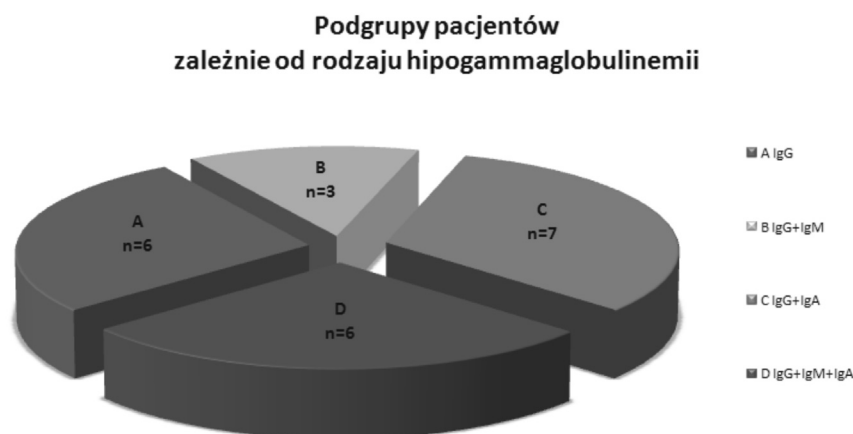 Podgrupy pacjentów
zależnie od rodzaju hipogammaglobulinemii
B
n=3
A
n=6
C
n=7
D
n=6
A IgG
B IgG+IgM
C IgG+IgA
D IgG+IgM+IgA